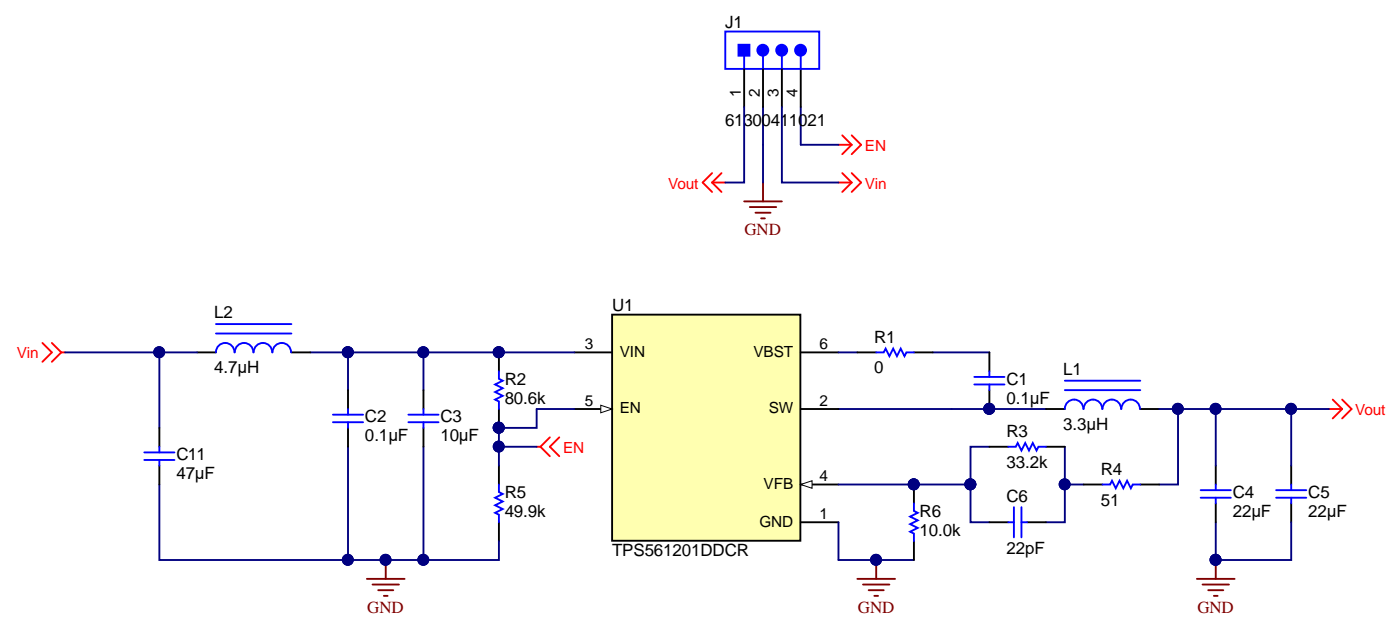 J1
1
2
3
4
61300411021
EN
Vout
Vin
GND
U1
L2
Vin
4.7µH
3
VIN
VBST
6
R1
0
R2
80.6k
5
EN
SW
2
C1
0.1µF
L1
3.3µH
Vout
C2
0.1µF
C3
10µF
EN
C11
47µF
R3
33.2k
VFB
4
R4
51
R5
49.9k
C6
22pF
C4
22µF
C5
22µF
GND
1
R6
10.0k
TPS561201DDCR
GND
GND
GND